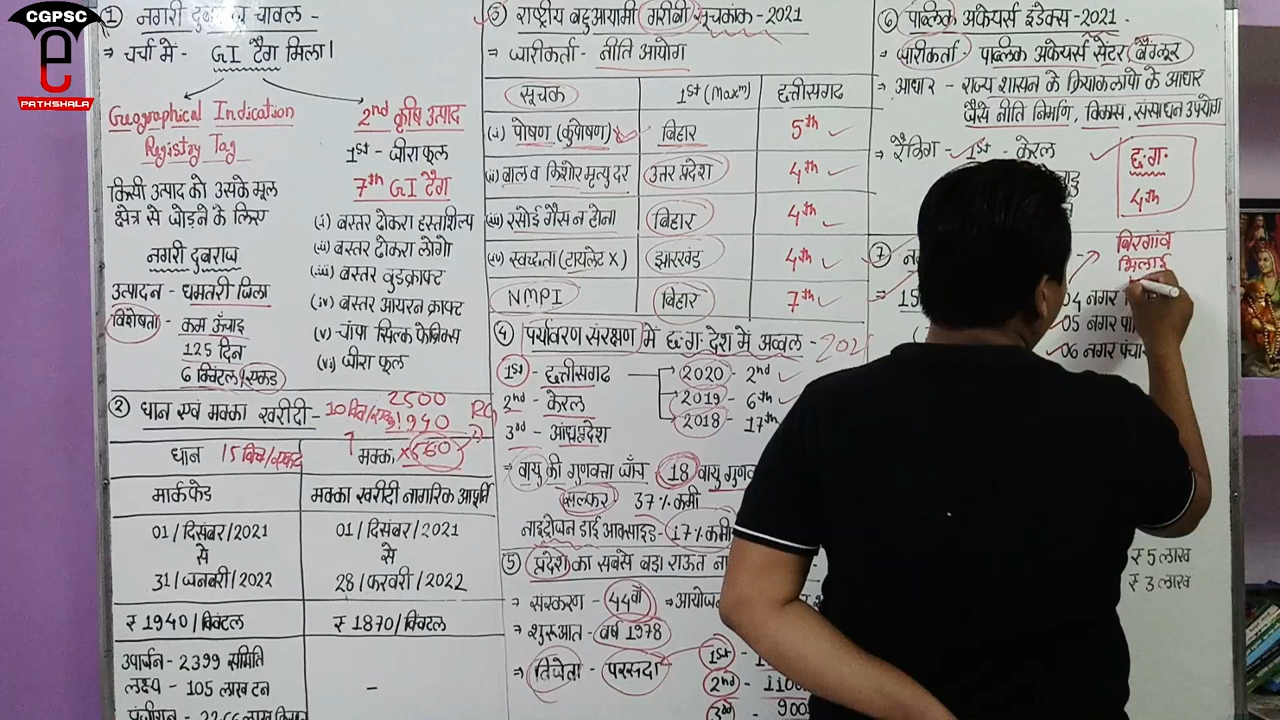 CGPSC
PATHSHALA
① नगरी दुबराज चावल -
⇒ चर्चा में - GI टैग मिला।
Geographical Indication
Registry Tag
किसी उत्पाद को उसके मूल
क्षेत्र से जोड़ने के लिए
नगरी दुबराज
उत्पादन - धमतरी जिला
विशेषता - कम ऊँचाई
125 दिन
6 क्विंटल/एकड़
2nd कृषि उत्पाद
1st - जीराफूल
7th GI टैग
(i) बस्तर ढोकरा हस्तशिल्प
(ii) बस्तर ढोकरा लोगो
(iii) बस्तर वुडक्राफ्ट
(iv) बस्तर आयरन क्राफ्ट
(v) चांपा सिल्क फेब्रिक्स
(vi) जीरा फूल
② धान एवं मक्का खरीदी -
2500
1940
560
धान 15 क्विं/एकड़
मक्का
मार्कफेड
मक्का खरीदी नागरिक आपूर्ति
01/दिसंबर/2021
से
31/जनवरी/2022
01/दिसंबर/2021
से
28/फरवरी/2022
₹1940/क्विंटल
₹1870/क्विंटल
उपार्जन - 2399 समिति
लक्ष्य - 105 लाख टन
-
③ राष्ट्रीय बहुआयामी गरीबी सूचकांक - 2021
⇒ जारीकर्ता - नीति आयोग
सूचक 1st (Maxm) छत्तीसगढ़
(i) पोषण (कुपोषण) बिहार 5th
(ii) बाल व किशोर मृत्यु दर उत्तर प्रदेश 4th
(iii) रसोई गैस न होना बिहार 4th
(iv) स्वच्छता (टायलेट X) झारखंड 4th
NMPI बिहार 7th
④ पर्यावरण संरक्षण में छ.ग. देश में अव्वल - 2021
1st - छत्तीसगढ़
2nd - केरल
3rd - आंध्रप्रदेश
2020 - 2nd
2019 - 6th
2018 - 17th
⇒ वायु की गुणवत्ता जाँच 18 वायु
सल्फर 37% कमी
नाइट्रोजन डाई आक्साइड - 17% कमी
⑤ प्रदेश का सबसे बड़ा राऊत
⇒ संस्करण - 44वाँ
⇒ शुरूआत - वर्ष 1978
⇒ विजेता - परसदा
1st -
2nd - 1100
3rd - 900
⑥ पब्लिक अफेयर्स इंडेक्स - 2021 -
⇒ जारीकर्ता - पब्लिक अफेयर्स सेंटर, बैंग्लूर
⇒ आधार - राज्य शासन के क्रियाकलापों के आधार
जैसे नीति निर्माण, विकास, संसाधन उपयोग
⇒ रैंकिंग - 1st - केरल
छ.ग.
4th
⑦
बिरगांव
भिलाई
04 नगर
05 नगर
06 नगर पंचा
₹5 लाख
₹3 लाख